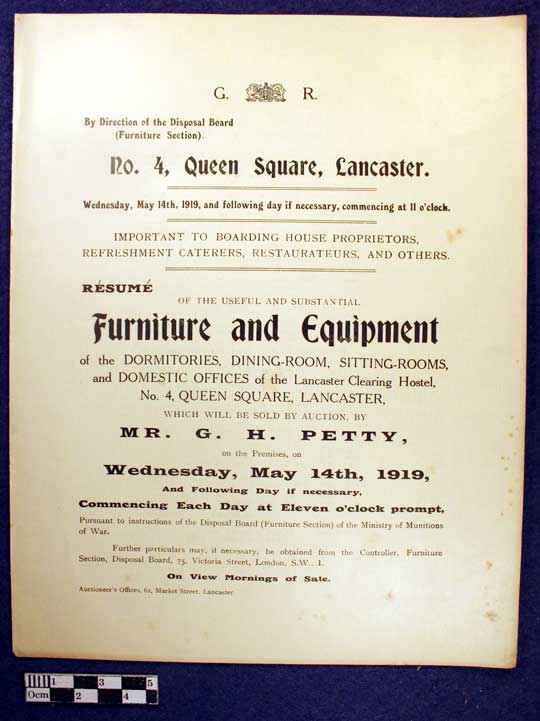 G. R.
By Direction of the Disposal Board
(Furniture Section).
No. 4, Queen Square, Lancaster.
Wednesday, May 14th, 1919, and following day if necessary, commencing at 11 o'clock.
IMPORTANT TO BOARDING HOUSE PROPRIETORS,
REFRESHMENT CATERERS, RESTAURATEURS, AND OTHERS.
RÉSUMÉ
OF THE USEFUL AND SUBSTANTIAL
Furniture and Equipment
of the DORMITORIES, DINING-ROOM, SITTING-ROOMS,
and DOMESTIC OFFICES of the Lancaster Clearing Hostel,
No. 4, QUEEN SQUARE, LANCASTER,
WHICH WILL BE SOLD BY AUCTION, BY
MR. G. H. PETTY,
on the Premises, on
Wednesday, May 14th, 1919,
And Following Day if necessary,
Commencing Each Day at Eleven o'clock prompt,
Pursuant to instructions of the Disposal Board (Furniture Section) of the Ministry of Munitions
of War.
Further particulars may, if necessary, be obtained from the Controller, Furniture
Section, Disposal Board, 75, Victoria Street, London, S.W.. 1.
On View Mornings of Sale.
Auctioneer's Offices, 62, Market Street, Lancaster
1 3 5
0cm 2 4